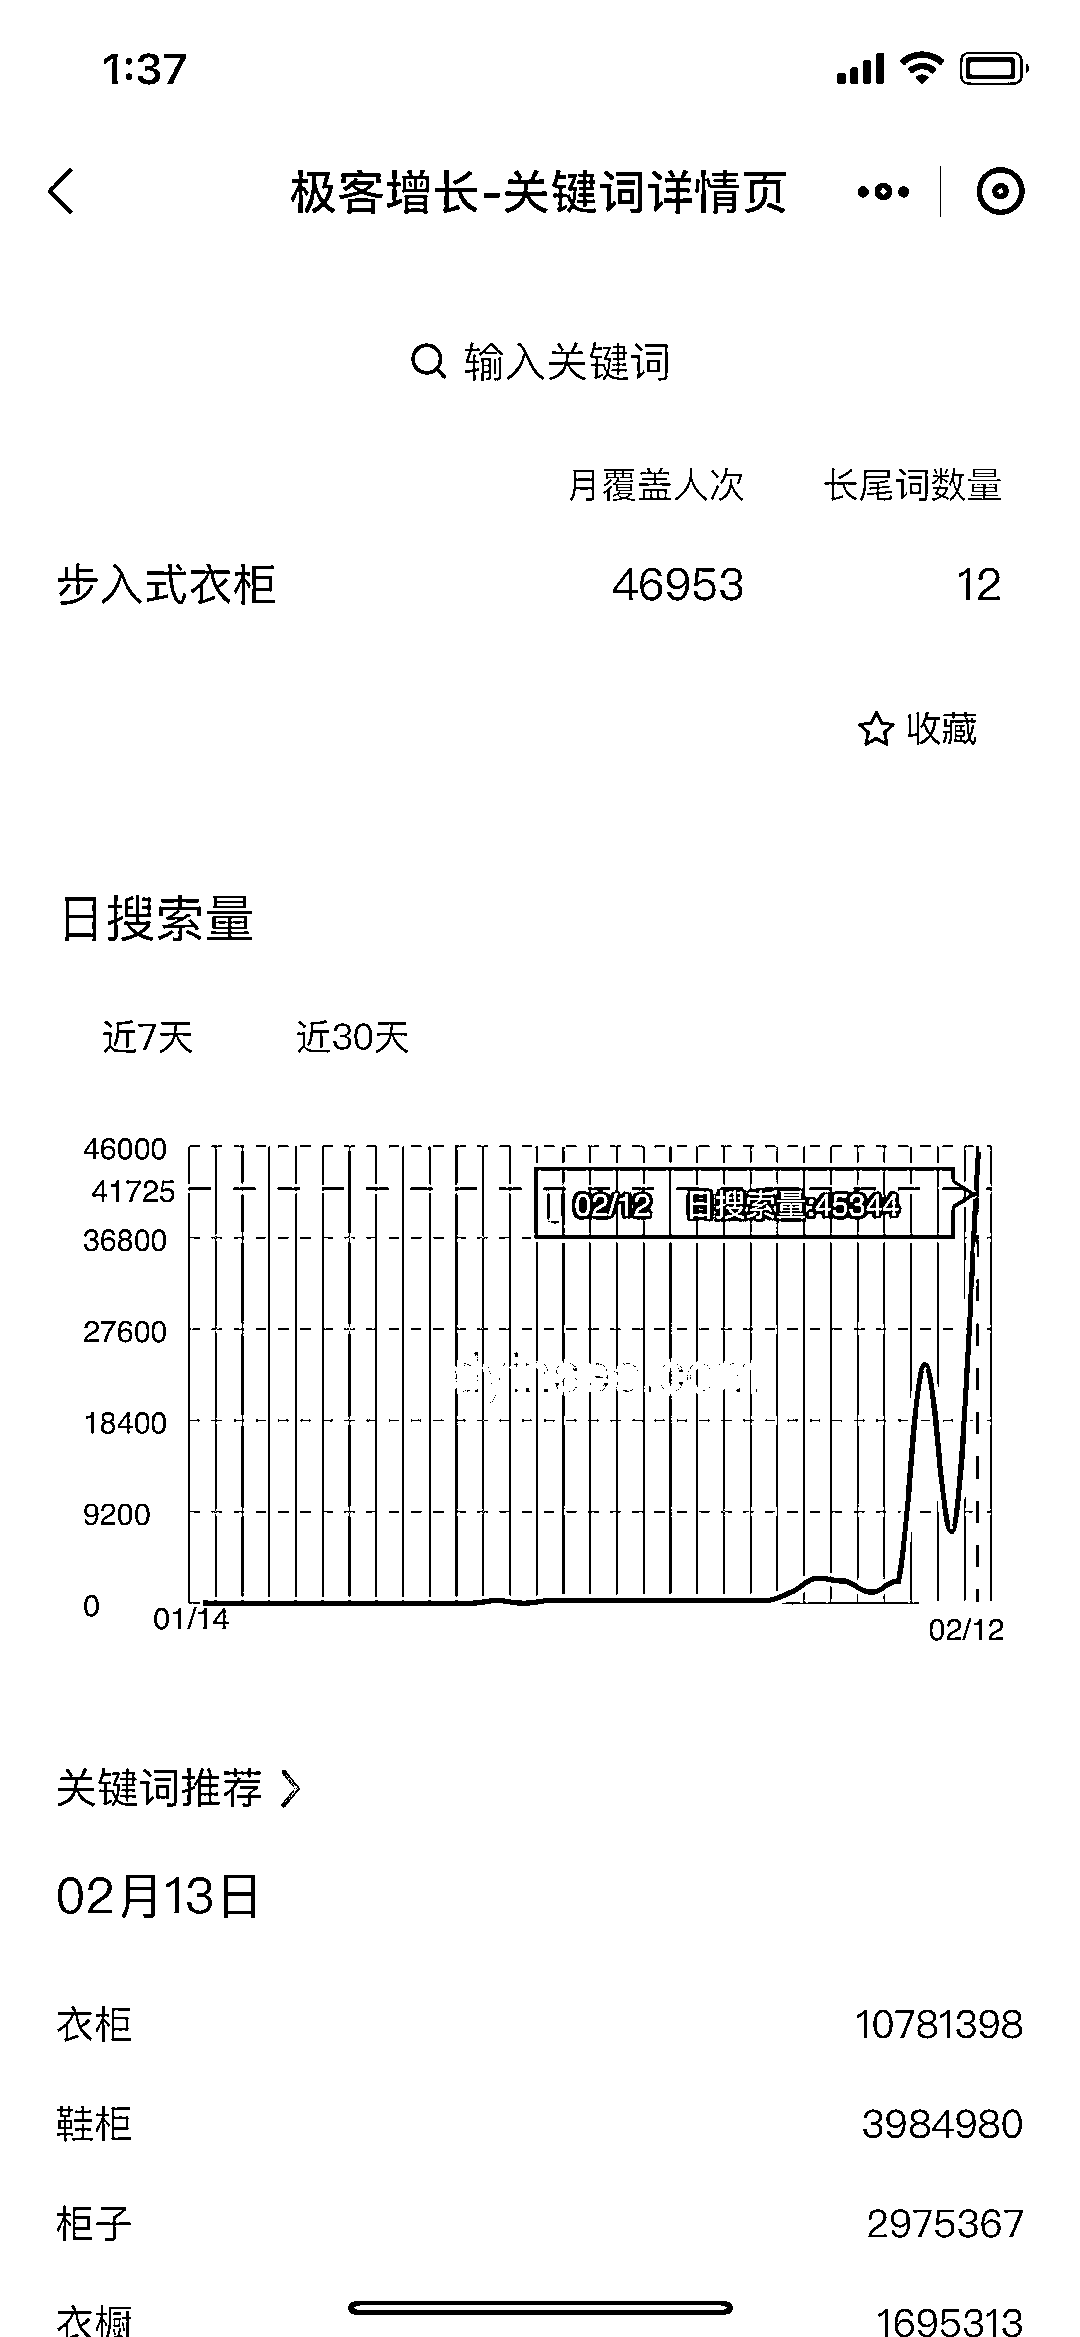 1:37
极客增长-关键词详情页
输入关键词
月覆盖人次 长尾词数量
步入式衣柜 46953 12
收藏
日搜索量
近7天 近30天
46000
41725
02/12 日搜索量:45344
36800
27600
18400
9200
0
01/14
02/12
关键词推荐
02月13日
衣柜 10781398
鞋柜 3984980
柜子 2975367
衣橱 1695313